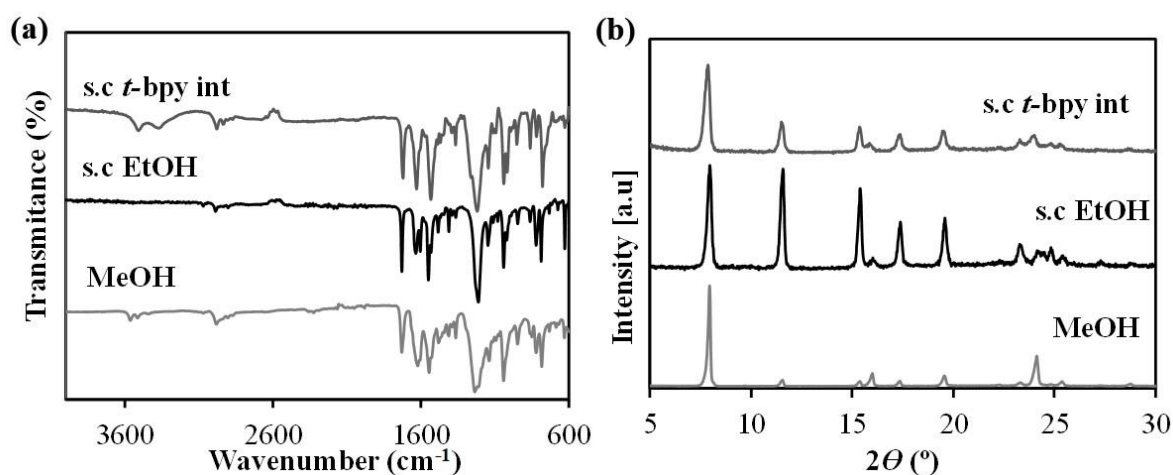 (a)
s.c t-bpy int
s.c EtOH
MeOH
Transmitance (%)
3600 2600 1600 600
Wavenumber (cm-1)
(b)
s.c t-bpy int
s.c EtOH
MeOH
Intensity [a.u]
5 10 15 20 25 30
2Θ (º)